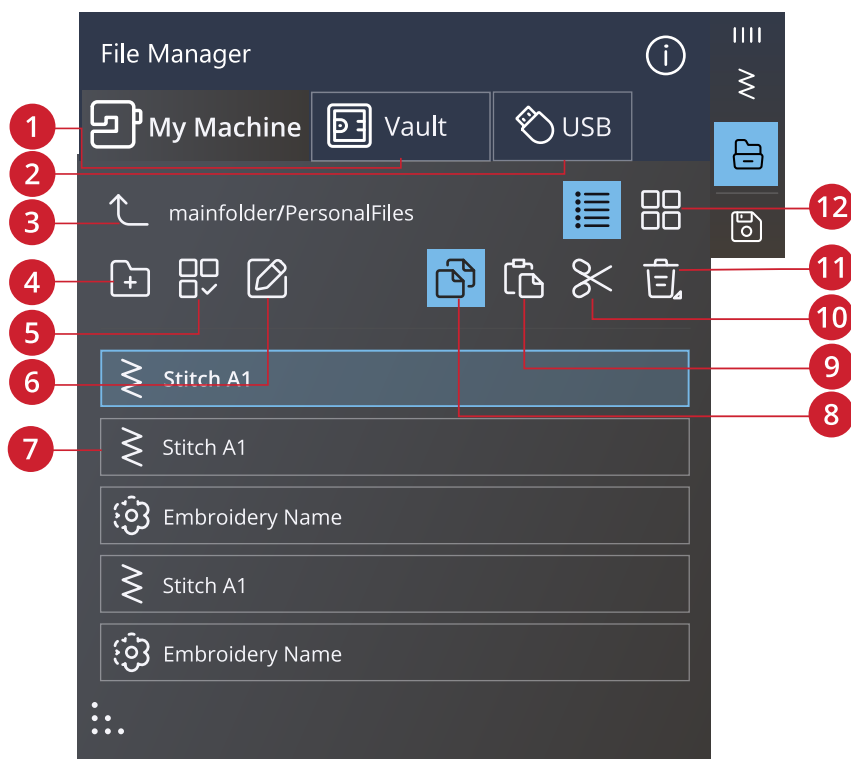 File Manager
My Machine Vault USB
1
2
mainfolder/PersonalFiles
3
12
4
11
5
10
Stitch A1
6
9
8
7 Stitch A1
Embroidery Name
Stitch A1
Embroidery Name